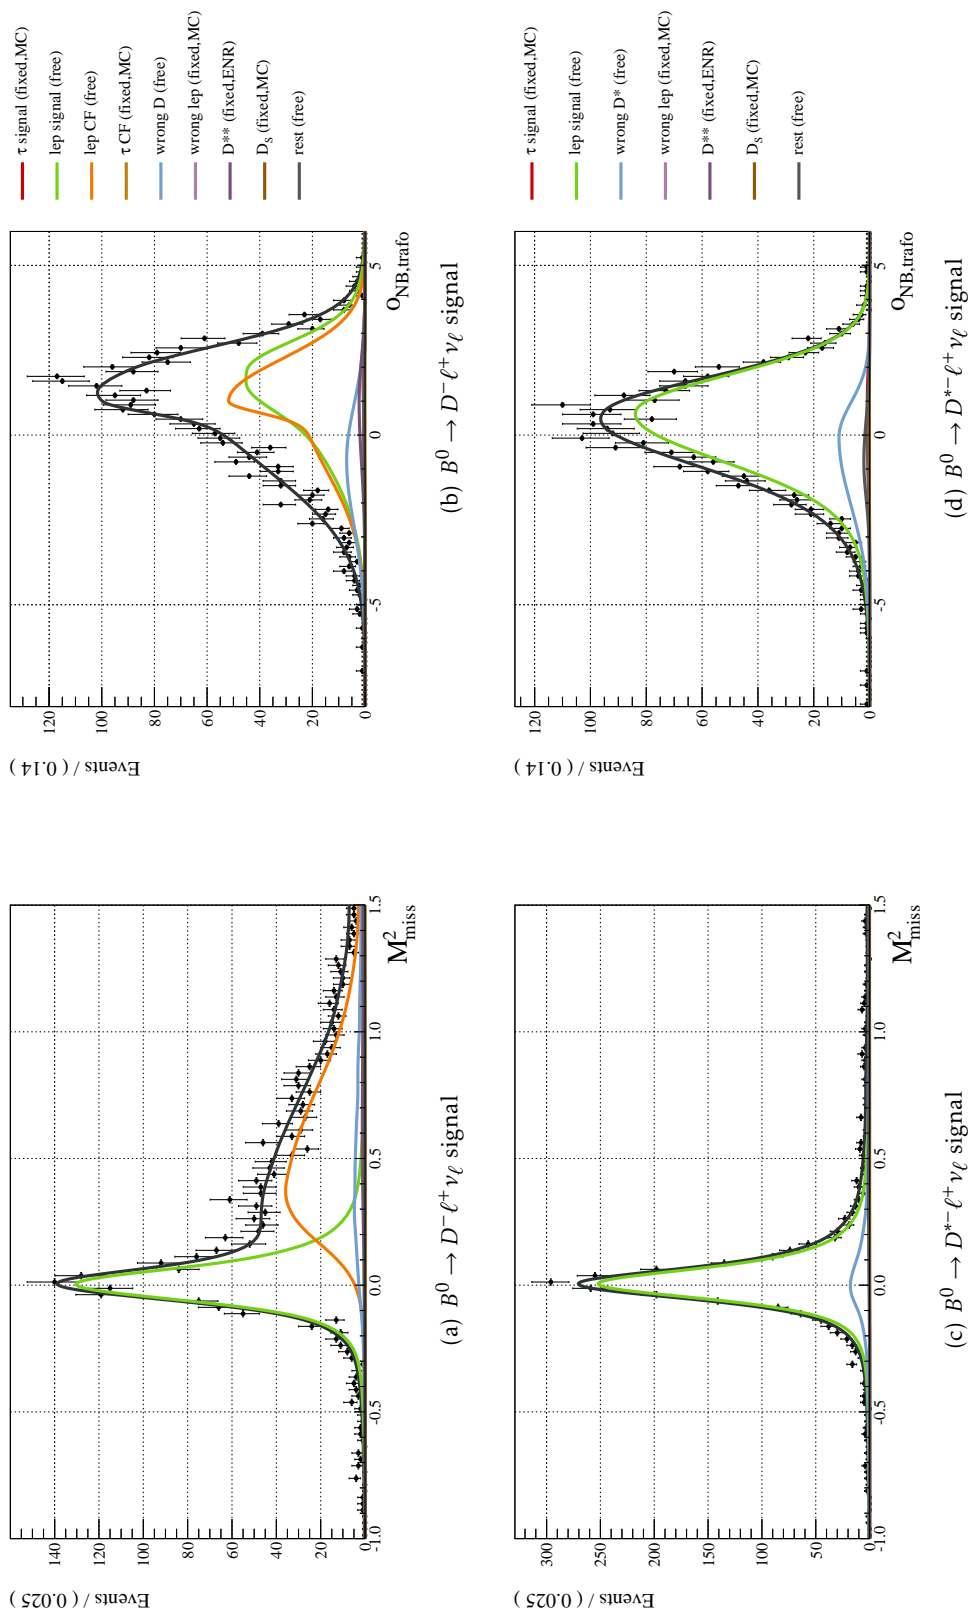 Events / ( 0.025 )
140
120
100
80
60
40
20
0
-1.0
-0.5
0.0
0.5
1.0
1.5
M²miss
(a) B⁰ → D⁻ℓ⁺νℓ signal
Events / ( 0.14 )
120
100
80
60
40
20
0
-5
0
5
oNB,trafo
(b) B⁰ → D⁻ℓ⁺νℓ signal
τ signal (fixed,MC)
lep signal (free)
lep CF (free)
τ CF (fixed,MC)
wrong D (free)
wrong lep (fixed,MC)
D** (fixed,ENR)
DS (fixed,MC)
rest (free)
Events / ( 0.025 )
300
250
200
150
100
50
0
-1.0
-0.5
0.0
0.5
1.0
1.5
M²miss
(c) B⁰ → D*⁻ℓ⁺νℓ signal
Events / ( 0.14 )
120
100
80
60
40
20
0
-5
0
5
oNB,trafo
(d) B⁰ → D*⁻ℓ⁺νℓ signal
τ signal (fixed,MC)
lep signal (free)
wrong D* (free)
wrong lep (fixed,MC)
D** (fixed,ENR)
DS (fixed,MC)
rest (free)